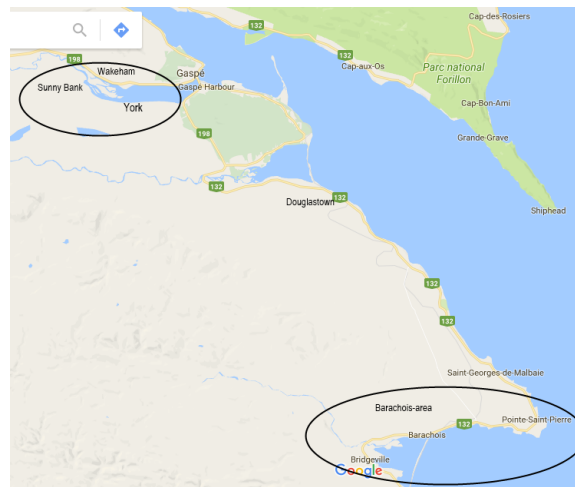 132
Cap-des-Rosiers
198
Wakeham
Gaspé
Cap-aux-Os
Parc national
Forillon
Sunny Bank
Gaspé Harbour
York
Cap-Bon-Ami
198
Grande-Grave
132
132
Douglastown
Shiphead
132
132
Saint-Georges-de-Malbaie
Barachois-area
132
Pointe-Saint-Pierre
Barachois
Bridgeville
Google